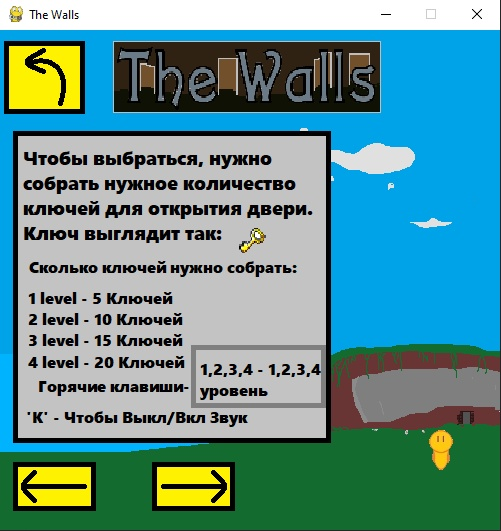 The Walls
The Walls
Чтобы выбраться, нужно
собрать нужное количество
ключей для открытия двери.
Ключ выглядит так:
Сколько ключей нужно собрать:
1 level - 5 Ключей
2 level - 10 Ключей
3 level - 15 Ключей
4 level - 20 Ключей
Горячие клавиши-
1,2,3,4 - 1,2,3,4
уровень
'К' - Чтобы Выкл/Вкл Звук